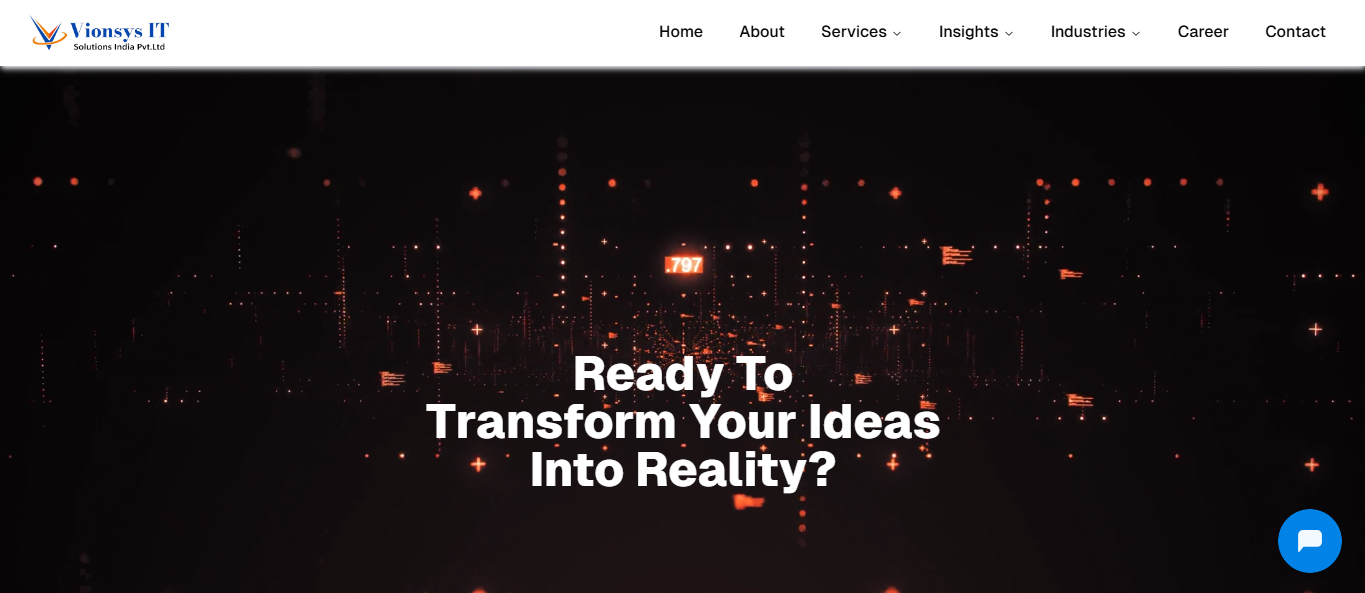 Vionsys IT
Solutions India Pvt.Ltd
Home About Services Insights Industries Career Contact
.797
Ready To
Transform Your Ideas
Into Reality?